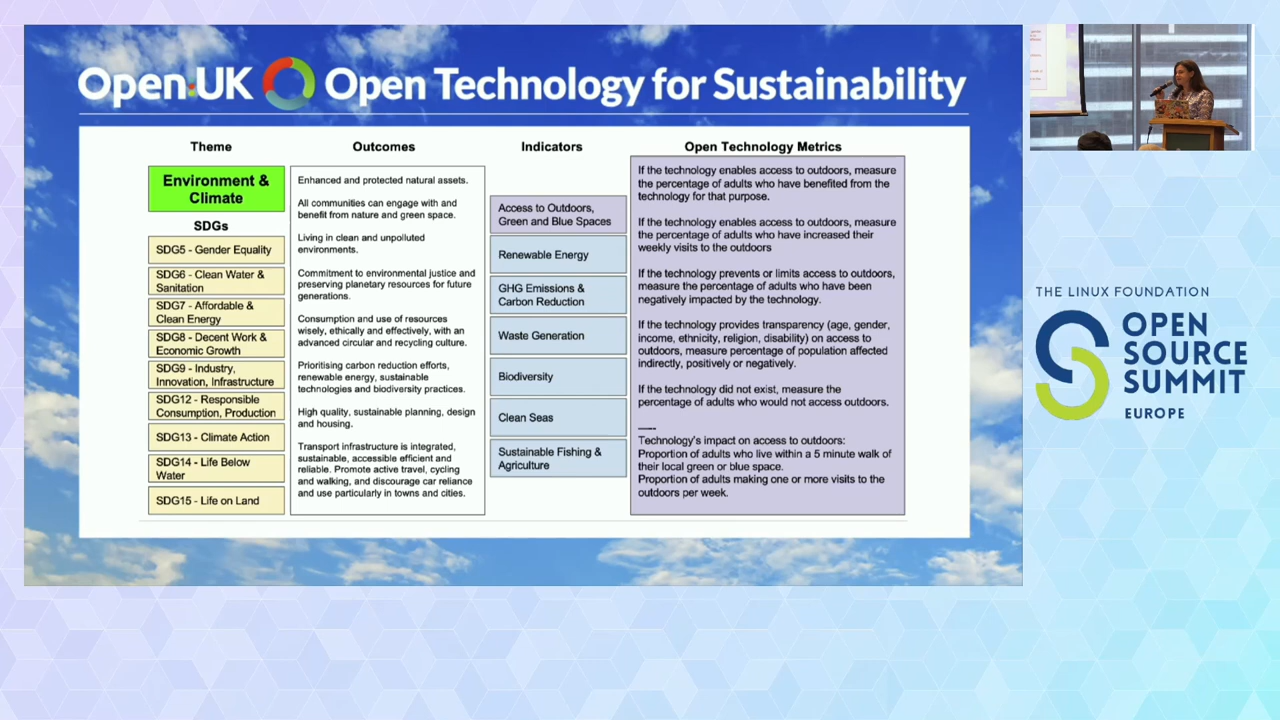 Open:UK Open Technology for Sustainability
Theme
Environment &
Climate
SDGs
SDG5 - Gender Equality
SDG6 - Clean Water &
Sanitation
SDG7 - Affordable &
Clean Energy
SDG8 - Decent Work &
Economic Growth
SDG9 - Industry,
Innovation, Infrastructure
SDG12 - Responsible
Consumption, Production
SDG13 - Climate Action
SDG14 - Life Below
Water
SDG15 - Life on Land
Outcomes
Enhanced and protected natural assets.
All communities can engage with and
benefit from nature and green space.
Living in clean and unpolluted
environments.
Commitment to environmental justice and
preserving planetary resources for future
generations.
Consumption and use of resources
wisely, ethically and effectively, with an
advanced circular and recycling culture.
Prioritising carbon reduction efforts,
renewable energy, sustainable
technologies and biodiversity practices.
High quality, sustainable planning, design
and housing.
Transport infrastructure is integrated,
sustainable, accessible efficient and
reliable. Promote active travel, cycling
and walking, and discourage car reliance
and use particularly in towns and cities.
Indicators
Access to Outdoors,
Green and Blue Spaces
Renewable Energy
GHG Emissions &
Carbon Reduction
Waste Generation
Biodiversity
Clean Seas
Sustainable Fishing &
Agriculture
Open Technology Metrics
If the technology enables access to outdoors, measure
the percentage of adults who have benefited from the
technology for that purpose.
If the technology enables access to outdoors, measure
the percentage of adults who have increased their
weekly visits to the outdoors
If the technology prevents or limits access to outdoors,
measure the percentage of adults who have been
negatively impacted by the technology.
If the technology provides transparency (age, gender,
income, ethnicity, religion, disability) on access to
outdoors, measure percentage of population affected
indirectly, positively or negatively.
If the technology did not exist, measure the
percentage of adults who would not access outdoors.
----
Technology's impact on access to outdoors:
Proportion of adults who live within a 5 minute walk of
their local green or blue space.
Proportion of adults making one or more visits to the
outdoors per week.
THE LINUX FOUNDATION
OPEN
SOURCE
SUMMIT
EUROPE